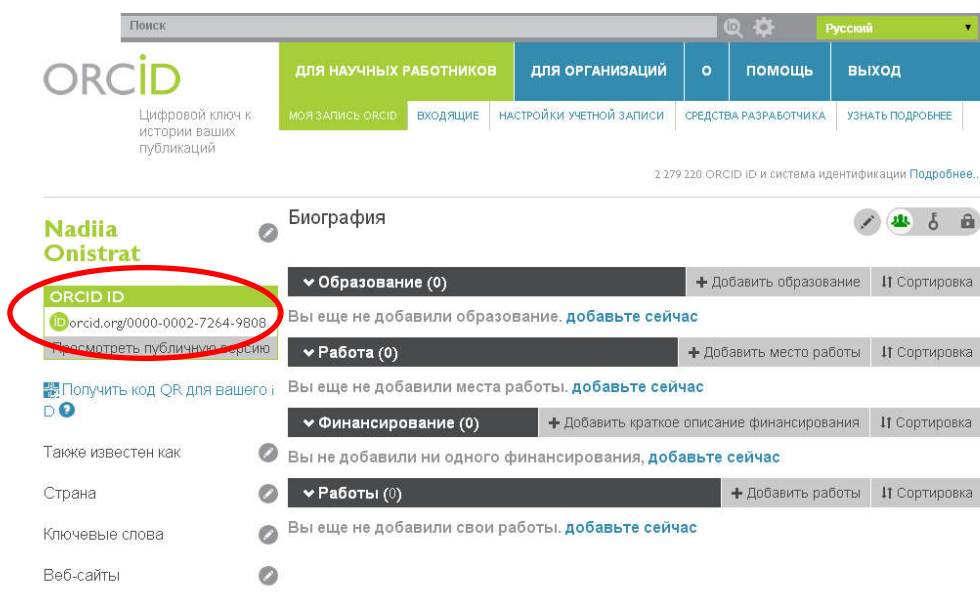 Поиск
Русский
ORCID
ДЛЯ НАУЧНЫХ РАБОТНИКОВ ДЛЯ ОРГАНИЗАЦИЙ О ПОМОЩЬ ВЫХОД
МОЯ ЗАПИСЬ ORCID ВХОДЯЩИЕ НАСТРОЙКИ УЧЕТНОЙ ЗАПИСИ СРЕДСТВА РАЗРАБОТЧИКА УЗНАТЬ ПОДРОБНЕЕ
Цифровой ключ к
истории ваших
публикаций
2 279 220 ORCID iD и система идентификации Подробнее...
Nadiia
Onistrat
ORCID ID
iD orcid.org/0000-0002-7264-9808
Просмотреть публичную версию
Получить код QR для вашего i
D ?
Также известен как
Страна
Ключевые слова
Веб-сайты
Биография
Образование (0) + Добавить образование Сортировка
Вы еще не добавили образование. добавьте сейчас
Работа (0) + Добавить место работы Сортировка
Вы еще не добавили места работы. добавьте сейчас
Финансирование (0) + Добавить краткое описание финансирования Сортировка
Вы не добавили ни одного финансирования, добавьте сейчас
Работы (0) + Добавить работы Сортировка
Вы еще не добавили свои работы. добавьте сейчас